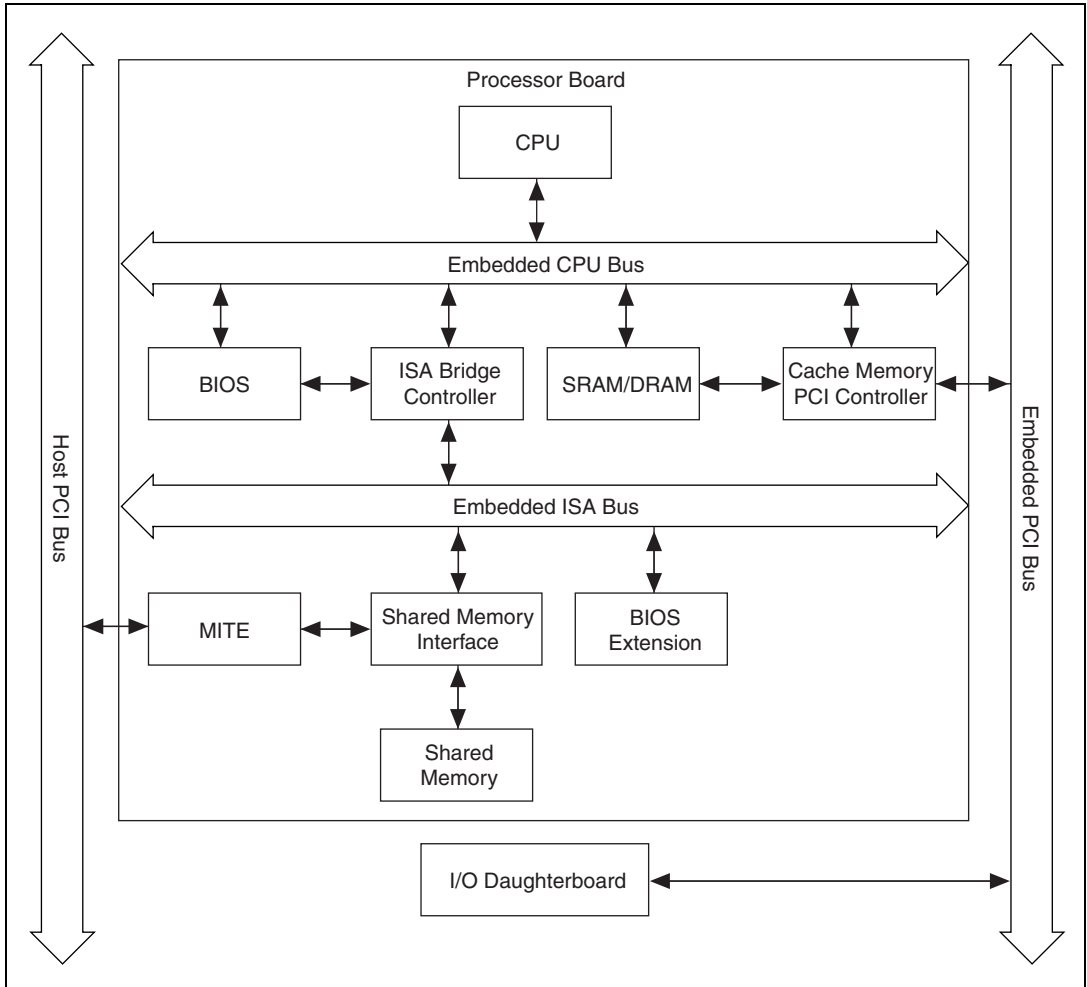 Processor Board
CPU
Embedded CPU Bus
BIOS
ISA Bridge
Controller
SRAM/DRAM
Cache Memory
PCI Controller
Host PCI Bus
Embedded PCI Bus
Embedded ISA Bus
MITE
Shared Memory
Interface
BIOS
Extension
Shared
Memory
I/O Daughterboard